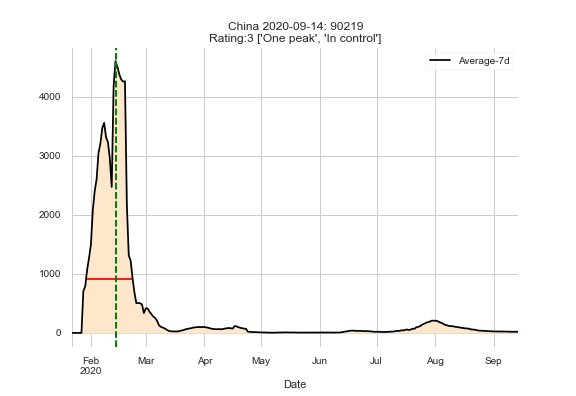 China 2020-09-14: 90219
Rating:3 ['One peak', 'In control']
Average-7d
4000
3000
2000
1000
0
Feb Mar Apr May Jun Jul Aug Sep
2020
Date